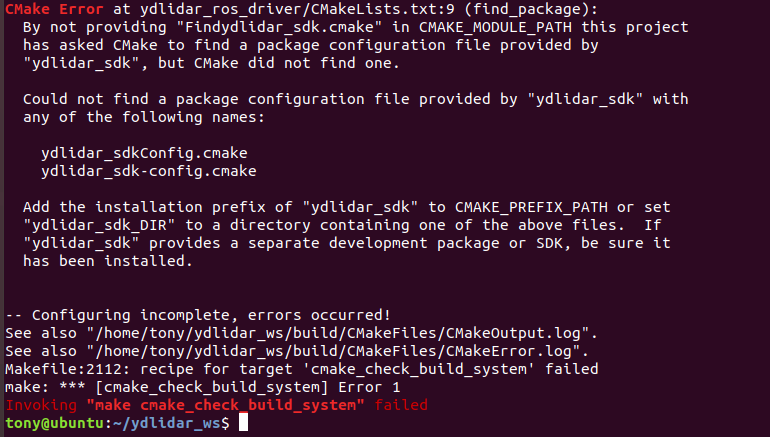 CMake Error at ydlidar_ros_driver/CMakeLists.txt:9 (find_package):
By not providing "Findydlidar_sdk.cmake" in CMAKE_MODULE_PATH this project
has asked CMake to find a package configuration file provided by
"ydlidar_sdk", but CMake did not find one.
Could not find a package configuration file provided by "ydlidar_sdk" with
any of the following names:
ydlidar_sdkConfig.cmake
ydlidar_sdk-config.cmake
Add the installation prefix of "ydlidar_sdk" to CMAKE_PREFIX_PATH or set
"ydlidar_sdk_DIR" to a directory containing one of the above files.  If
"ydlidar_sdk" provides a separate development package or SDK, be sure it
has been installed.
-- Configuring incomplete, errors occurred!
See also "/home/tony/ydlidar_ws/build/CMakeFiles/CMakeOutput.log".
See also "/home/tony/ydlidar_ws/build/CMakeFiles/CMakeError.log".
Makefile:2112: recipe for target 'cmake_check_build_system' failed
make: *** [cmake_check_build_system] Error 1
Invoking "make cmake_check_build_system" failed
tony@ubuntu:~/ydlidar_ws$